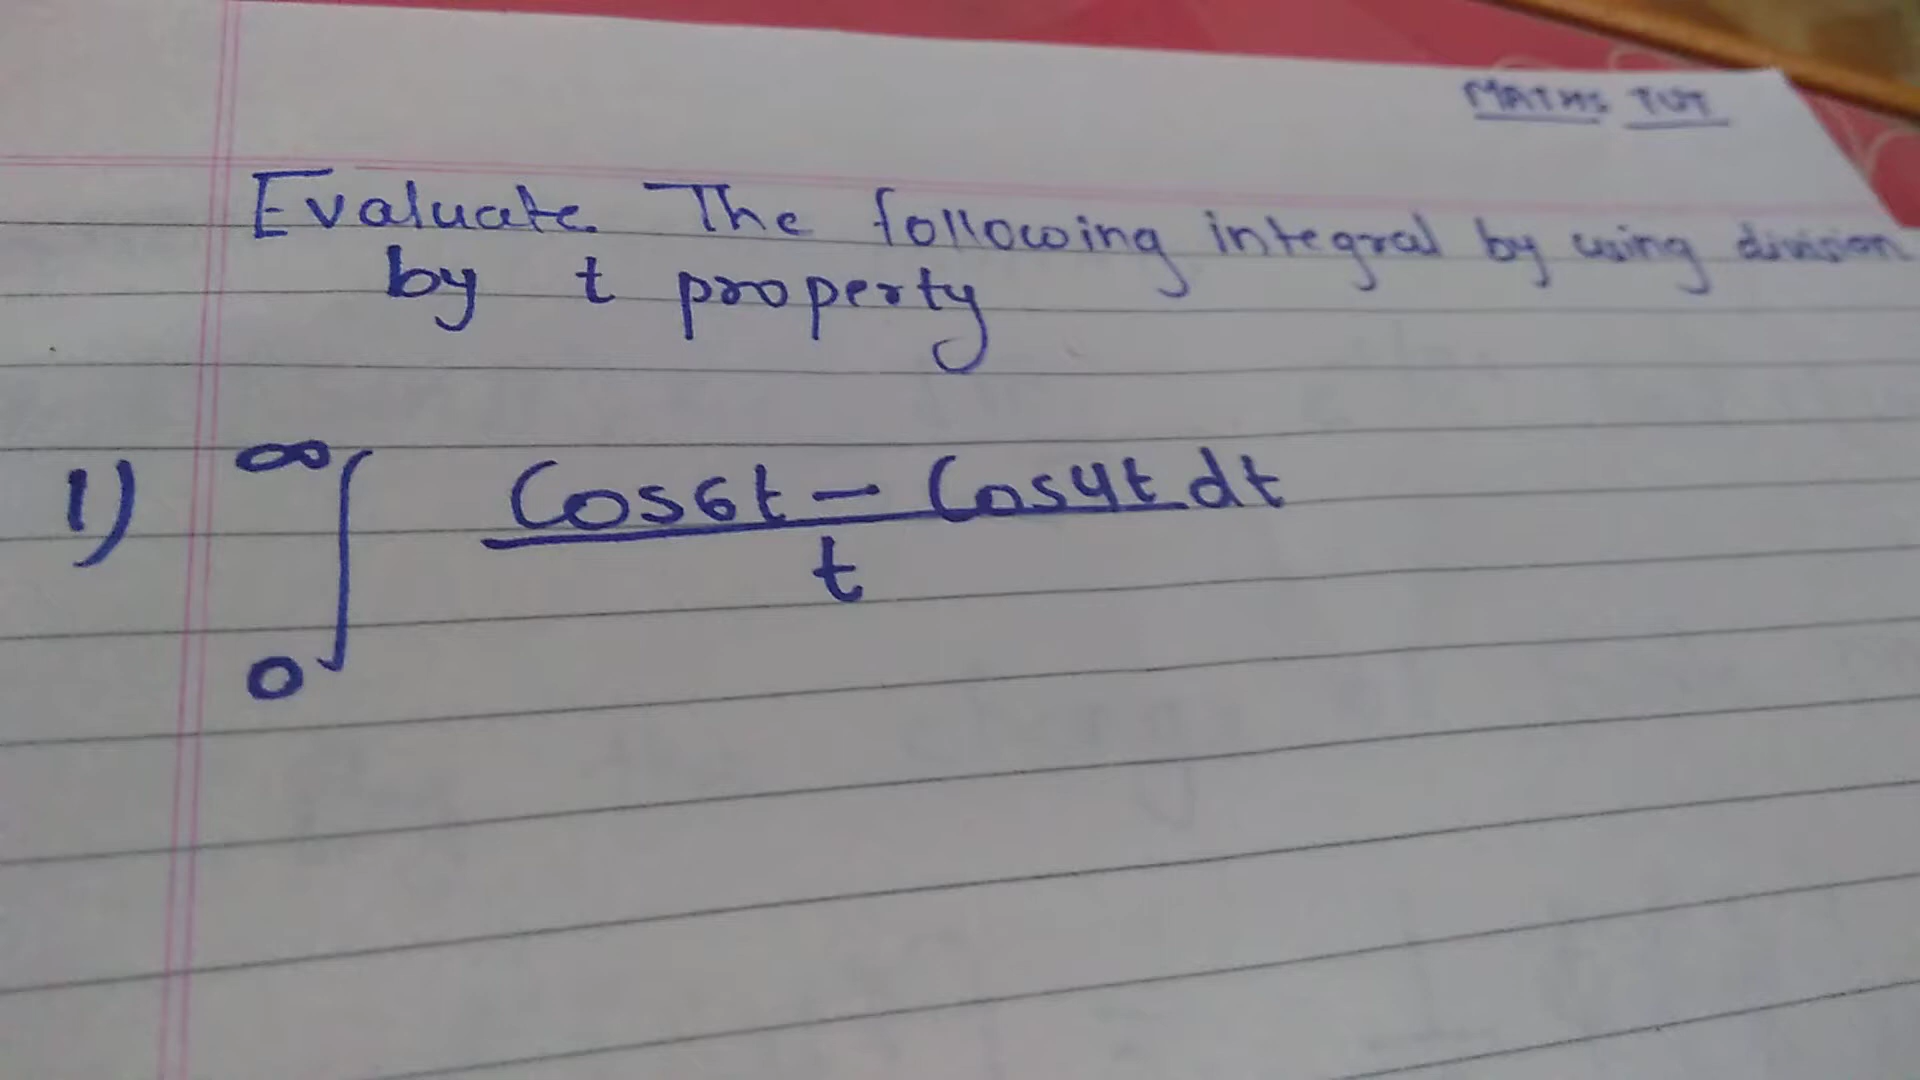 MATHS TUT
Evaluate The following integral by using division
by t property
1) ∞∫0 Cos6t - Cos4t dt
t